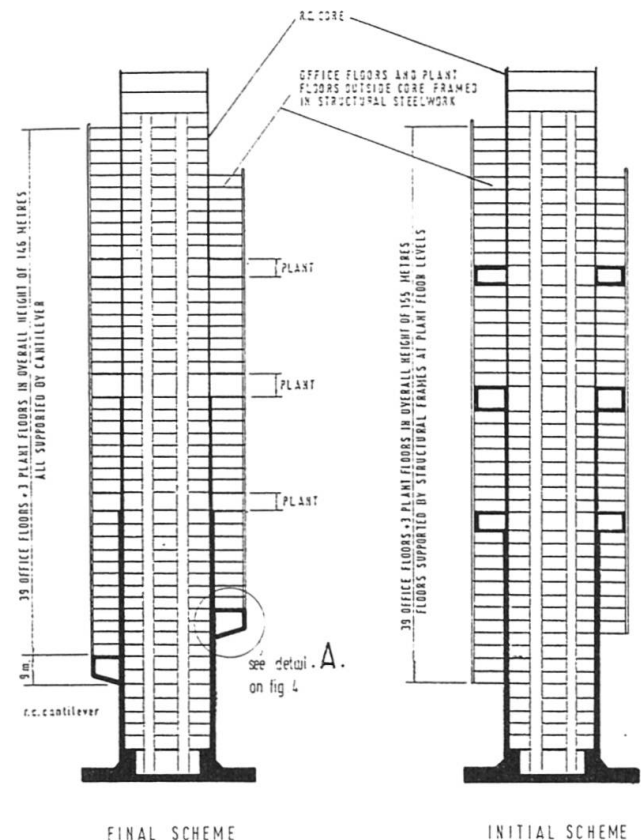 R.C. CORE
OFFICE FLOORS AND PLANT
FLOORS OUTSIDE CORE FRAMED
IN STRUCTURAL STEELWORK
39 OFFICE FLOORS + 3 PLANT FLOORS IN OVERALL HEIGHT OF 146 METRES
ALL SUPPORTED BY CANTILEVER
PLANT
PLANT
PLANT
9m
r.c. cantilever
see detail A.
on fig 4
39 OFFICE FLOORS + 3 PLANT FLOORS IN OVERALL HEIGHT OF 155 METRES
FLOORS SUPPORTED BY STRUCTURAL FRAMES AT PLANT FLOOR LEVELS
FINAL SCHEME
INITIAL SCHEME